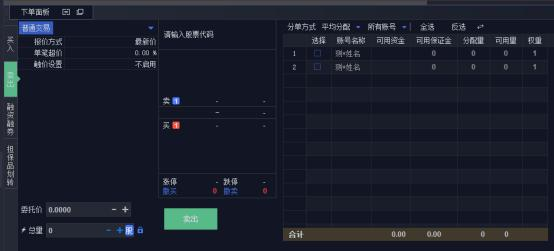 下单面板
买入
卖出
融资融券
担保品划转
普通交易
报价方式 最新价
单笔超价 0.00 %
融价设置 不启用
委托价 0.0000 － ＋
总量 0 － ＋ 股
请输入股票代码
卖 1 - -
- -
买 1 - -
涨停 - 跌停 -
撤买 0 撤卖 0
卖出
分单方式 平均分配 所有账号 全选 反选
选择 账号名称 可用资金 可用保证金 分配量 可用量 权重
1 测*姓名 0 0 0 1
2 测*姓名 0 0 0 1
合计 0.00 0.00 0 0